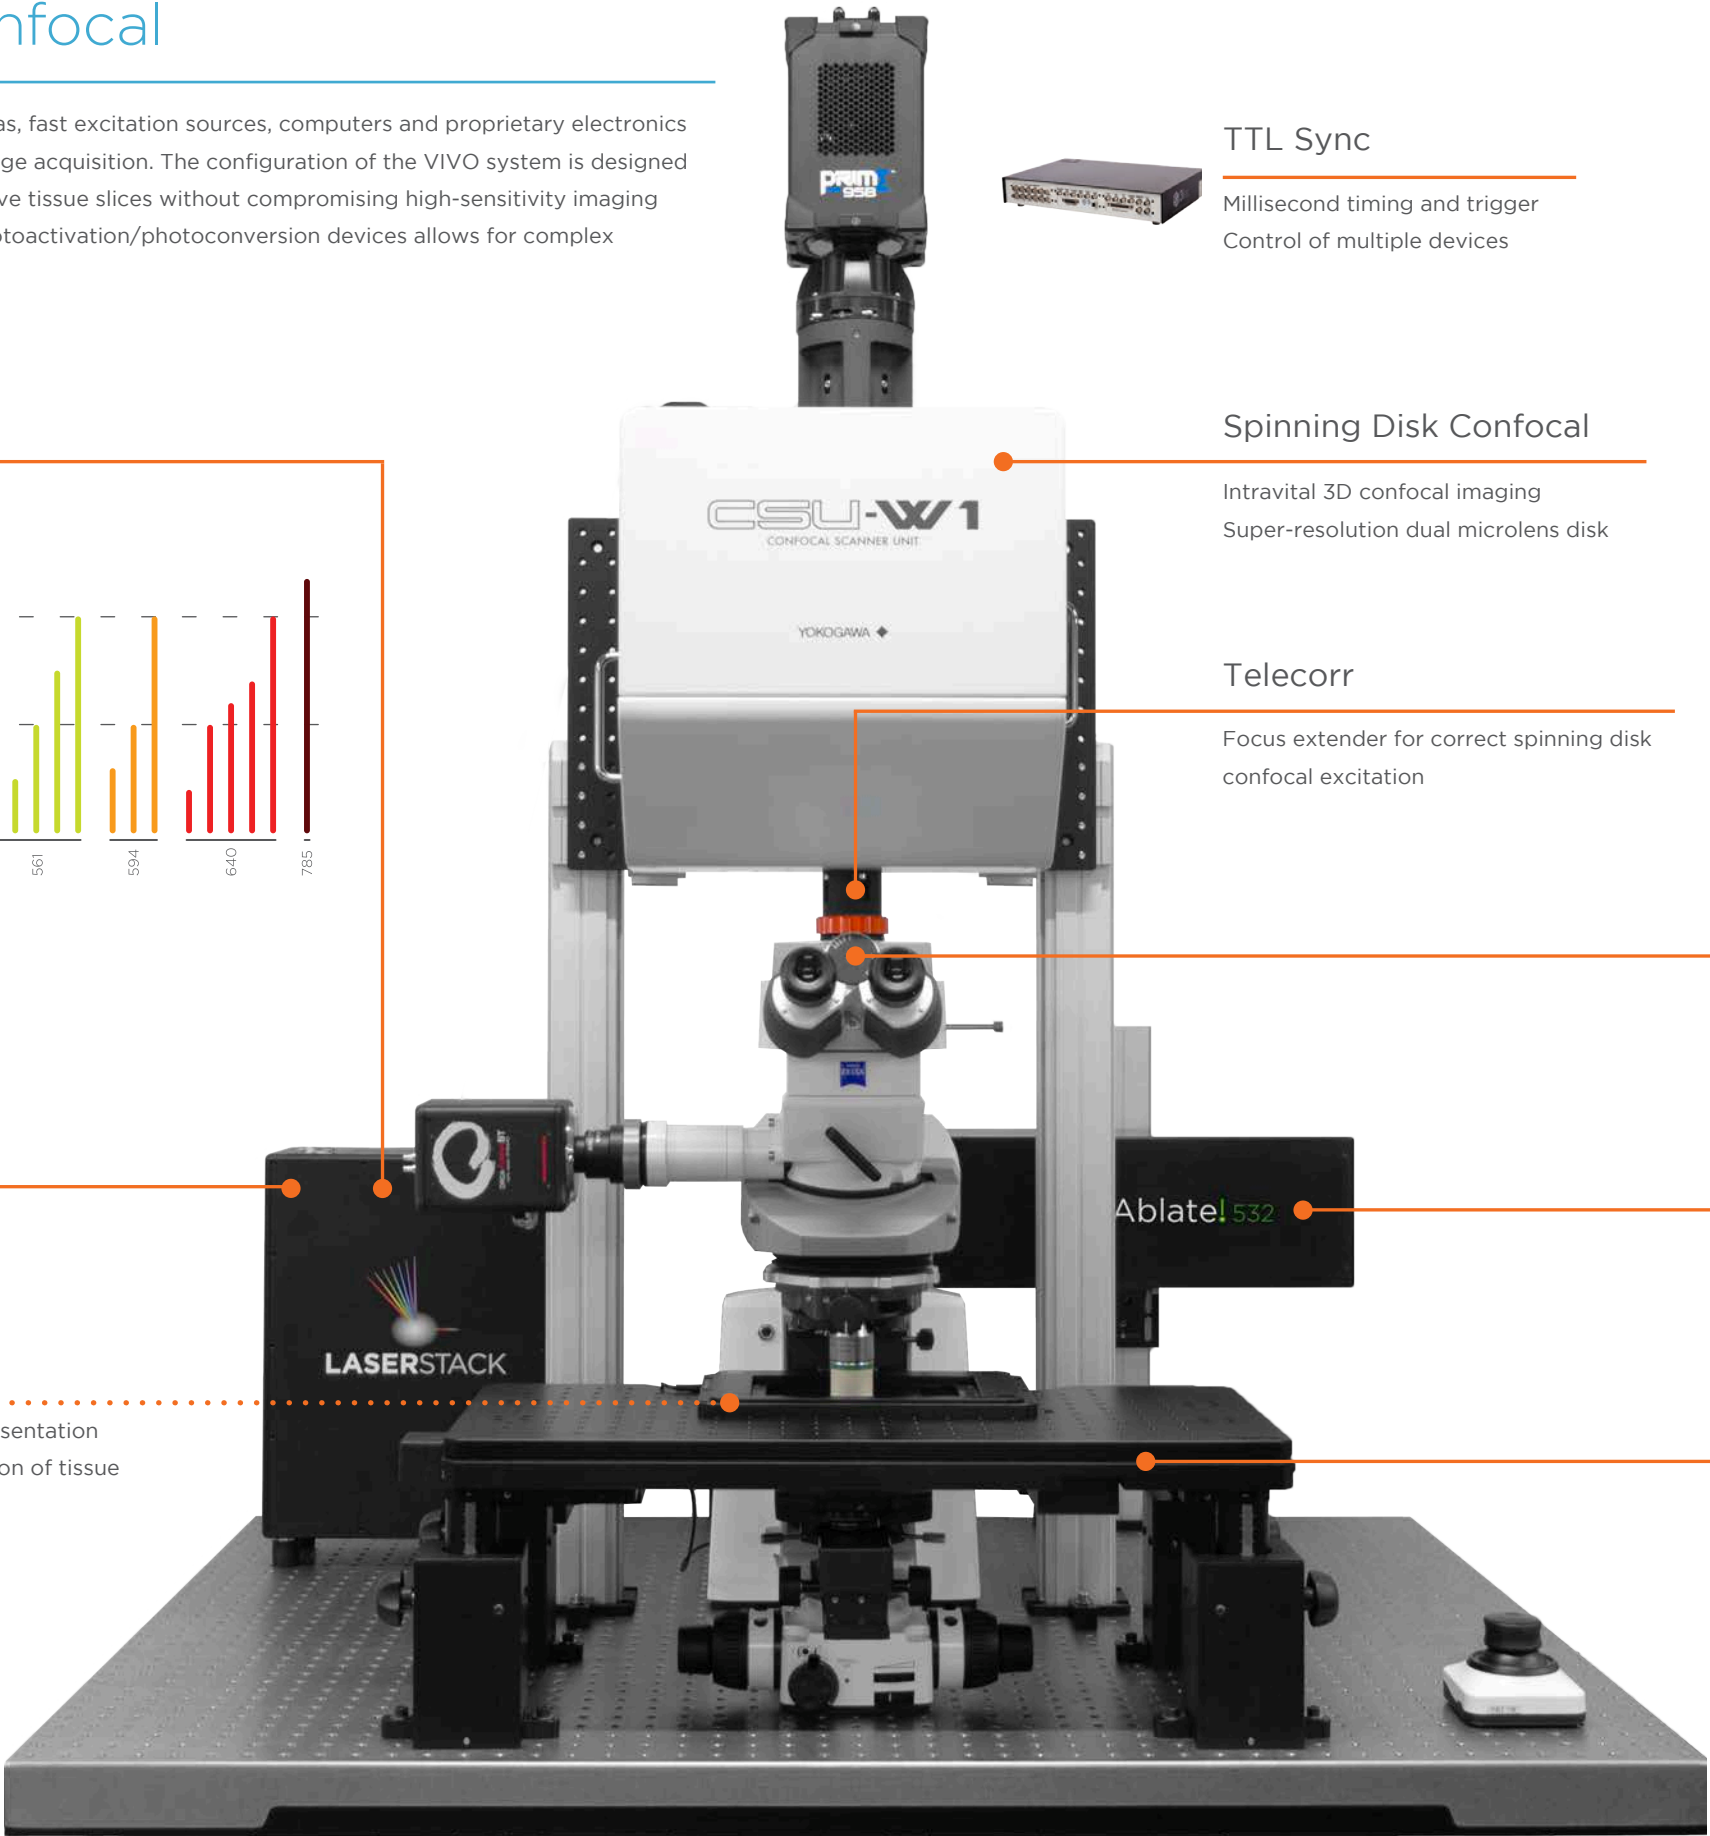 nfocal
as, fast excitation sources, computers and proprietary electronics
ge acquisition. The configuration of the VIVO system is designed
ve tissue slices without compromising high-sensitivity imaging
otoactivation/photoconversion devices allows for complex
PRIME
95B
TTL Sync
Millisecond timing and trigger
Control of multiple devices
Spinning Disk Confocal
Intravital 3D confocal imaging
Super-resolution dual microlens disk
CSU-W1
CONFOCAL SCANNER UNIT
YOKOGAWA
Telecorr
Focus extender for correct spinning disk
confocal excitation
561
594
640
785
Ablate! 532
LASERSTACK
sentation
on of tissue